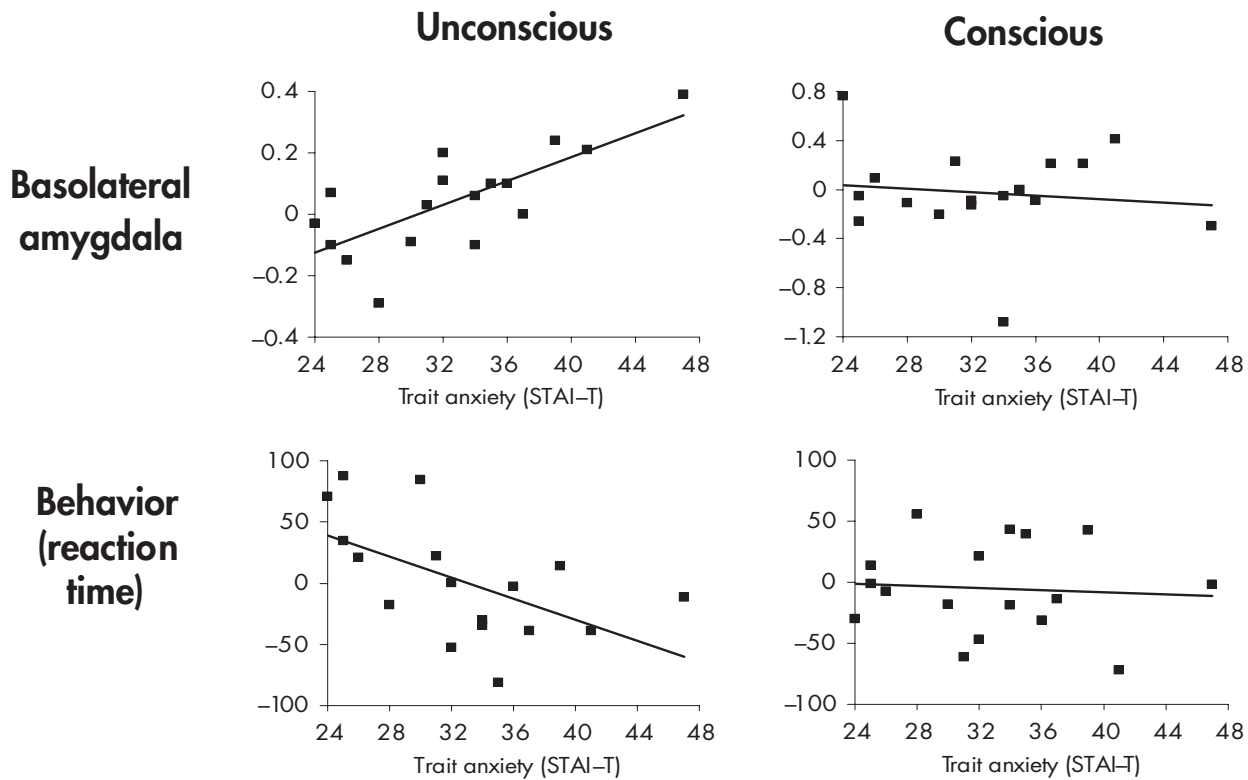 Unconscious
Conscious
Basolateral
amygdala
0.4
0.2
0
–0.2
–0.4
24 28 32 36 40 44 48
Trait anxiety (STAI–T)
0.8
0.4
0
–0.4
–0.8
–1.2
24 28 32 36 40 44 48
Trait anxiety (STAI–T)
Behavior
(reaction
time)
100
50
0
–50
–100
24 28 32 36 40 44 48
Trait anxiety (STAI–T)
100
50
0
–50
–100
24 28 32 36 40 44 48
Trait anxiety (STAI–T)